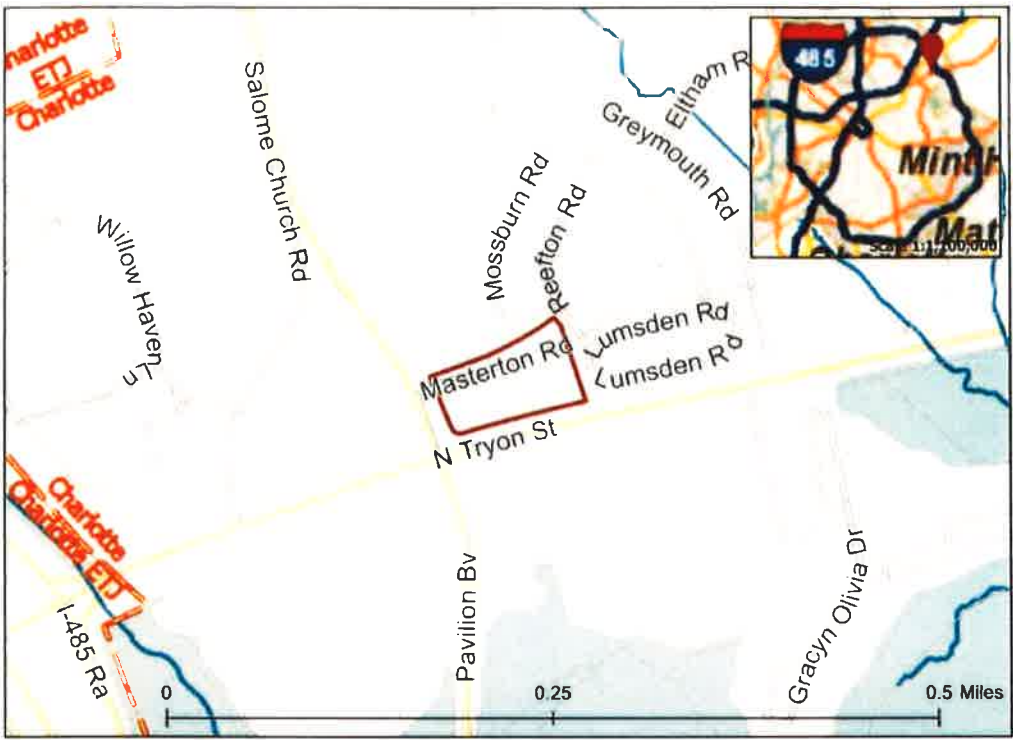 Charlotte
ETJ
Charlotte
Salome Church Rd
Eltham R
Greymouth Rd
485
Mint H
Mat
Scale 1:1,200,000
Mossburn Rd
Reefton Rd
Willow Haven Ln
Lumsden Rd
Masterton Rd
Lumsden Rd
N Tryon St
Charlotte
Charlotte ETJ
I-485 Ra
Pavilion Bv
Gracyn Olivia Dr
0
0.25
0.5 Miles